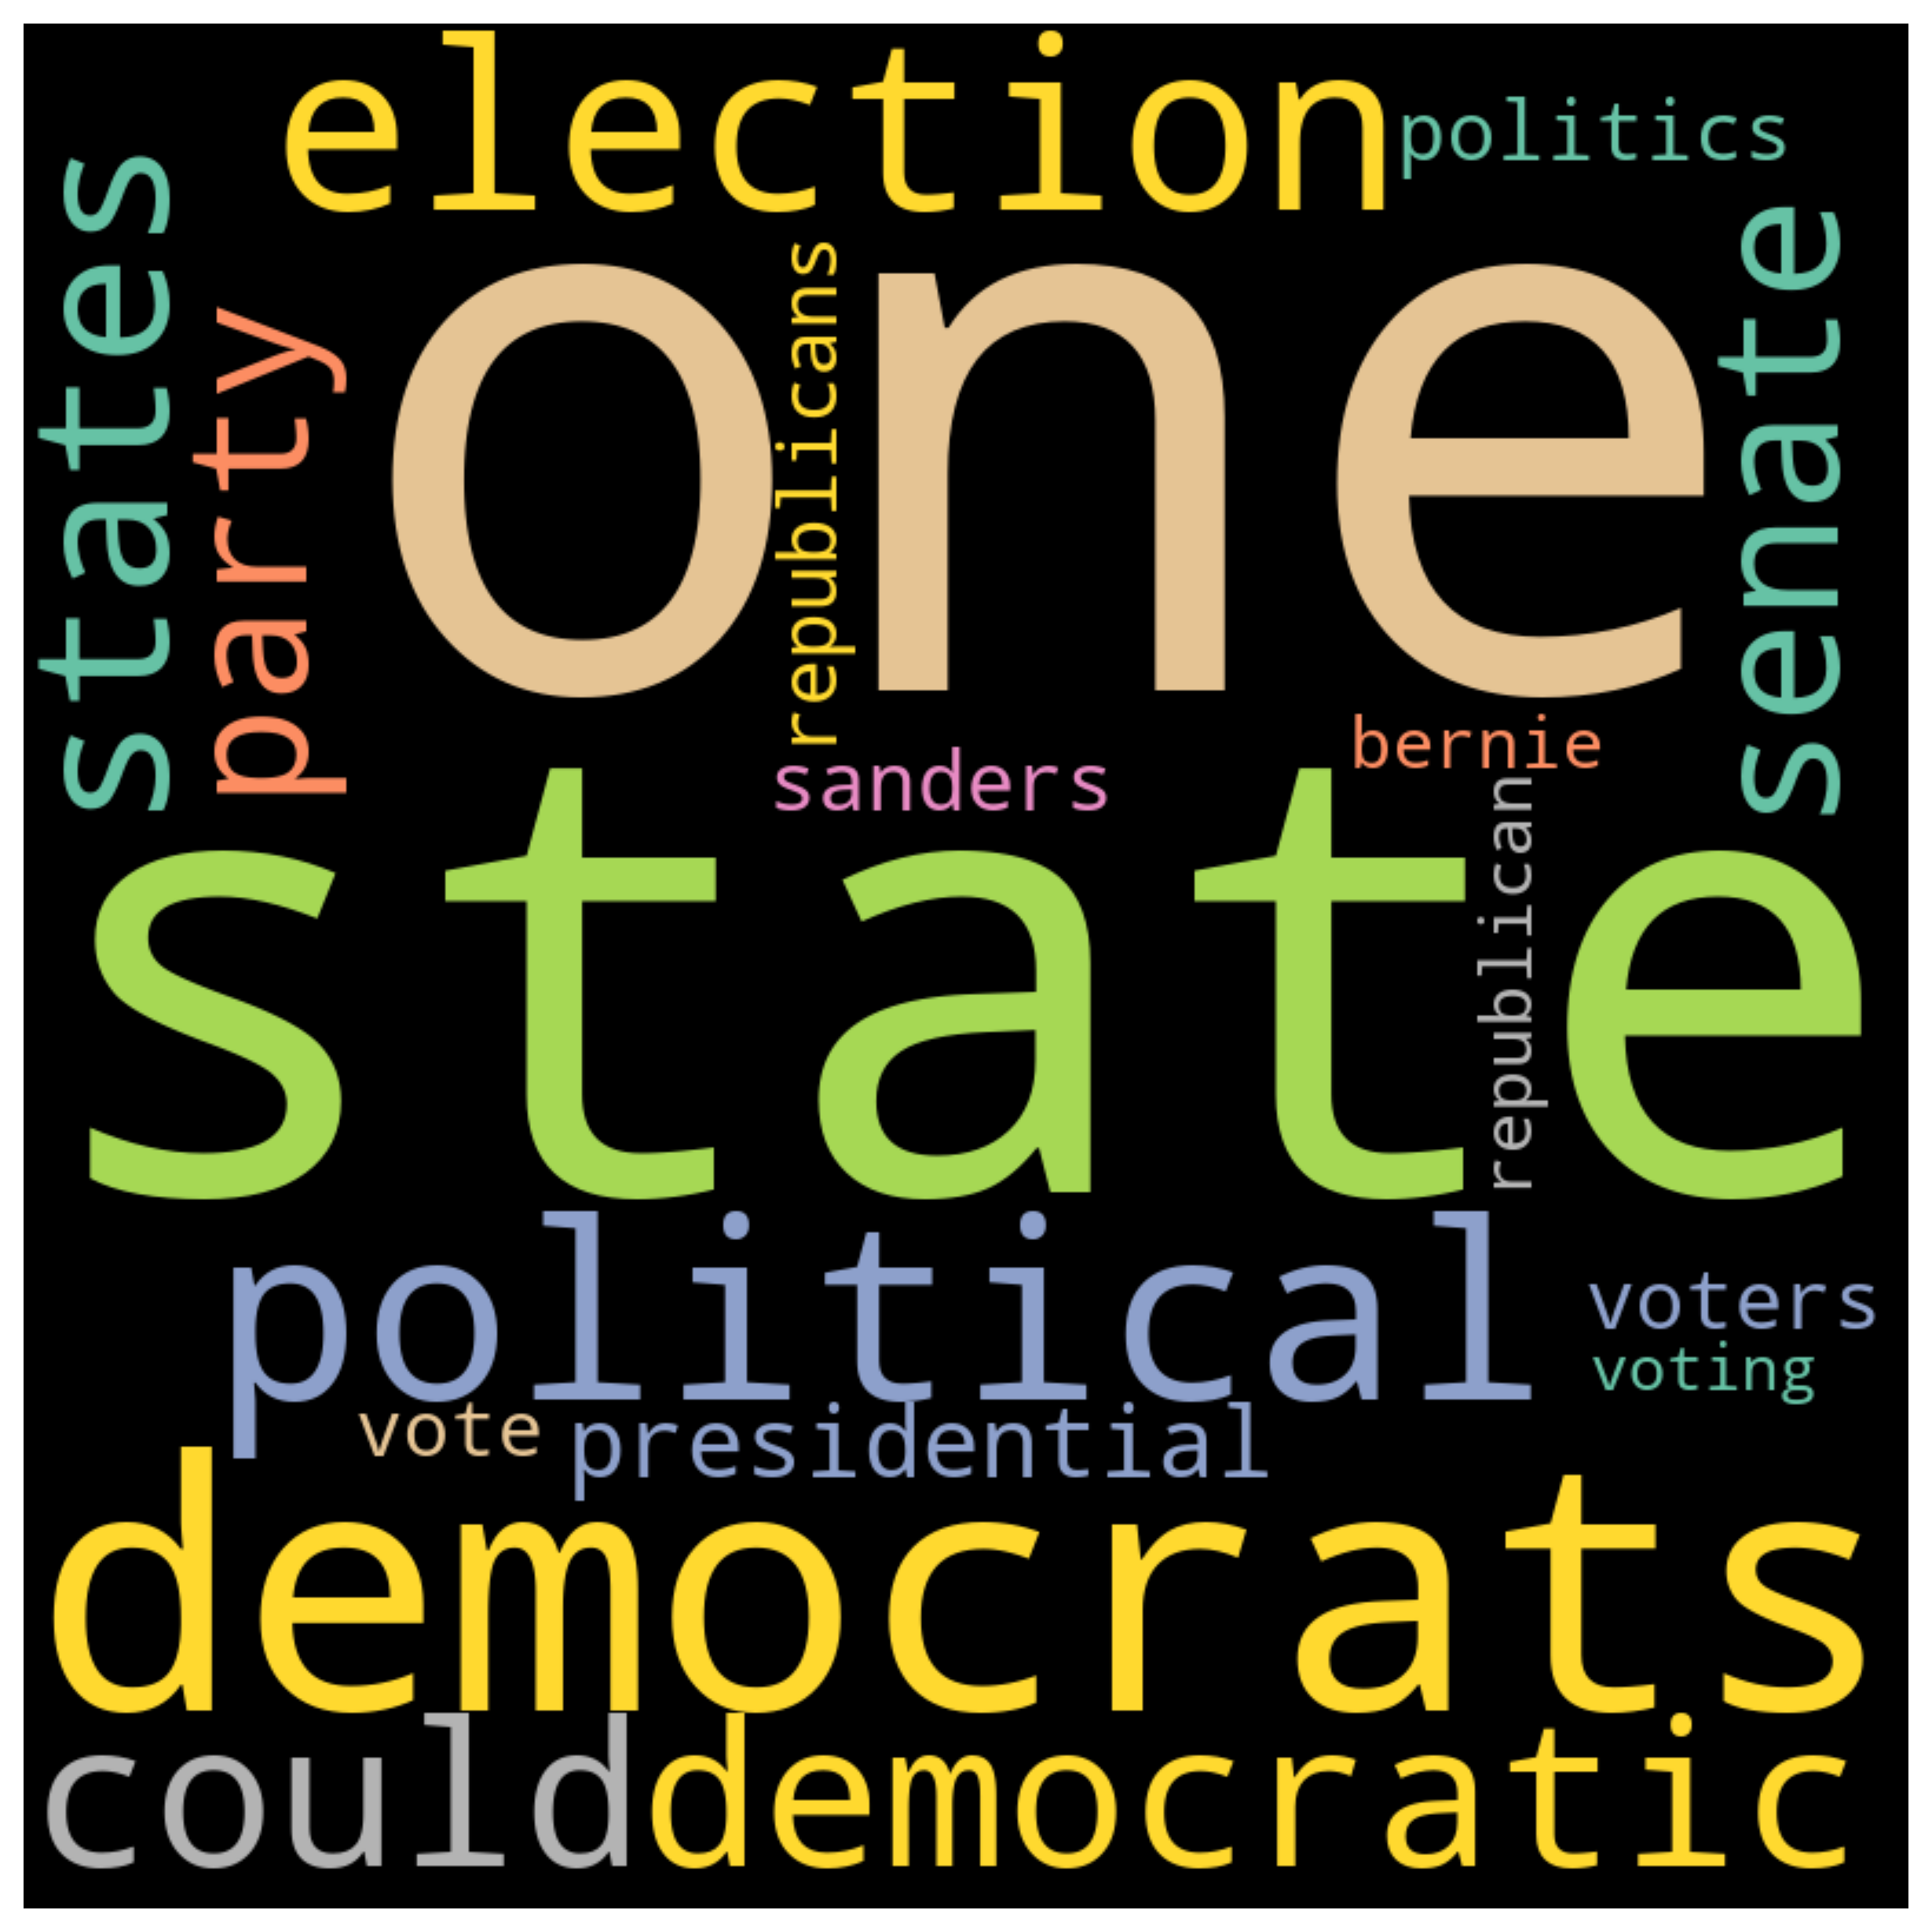 election
politics
states
party
one
republicans
senate
sanders
bernie
state
republican
political
voters
voting
vote
presidential
democrats
could
democratic